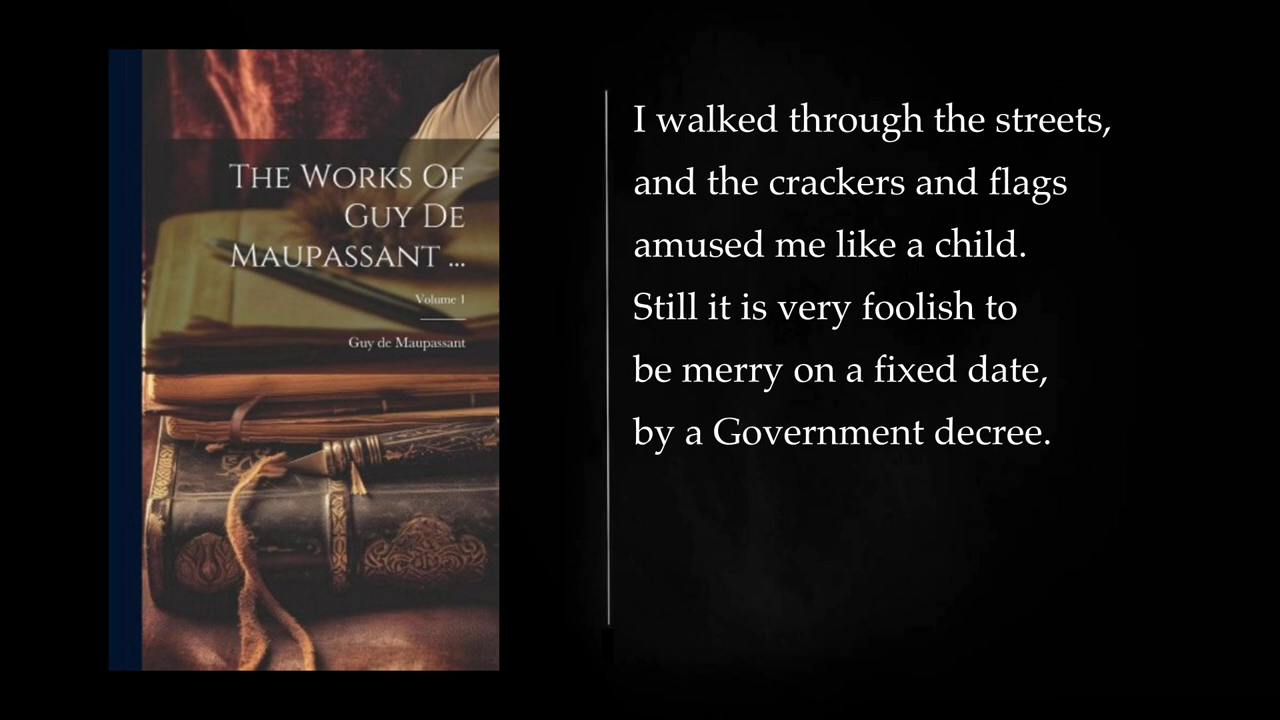 The Works Of
Guy De
Maupassant ...
Volume 1
Guy de Maupassant
I walked through the streets,
and the crackers and flags
amused me like a child.
Still it is very foolish to
be merry on a fixed date,
by a Government decree.